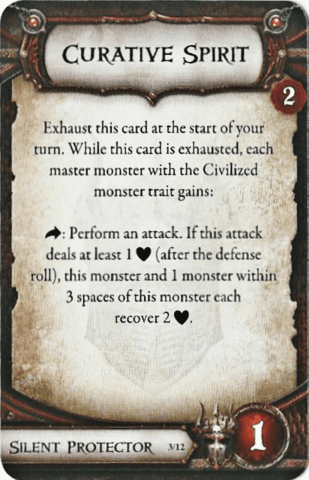 CURATIVE SPIRIT
2
Exhaust this card at the start of your
turn. While this card is exhausted, each
master monster with the Civilized
monster trait gains:
: Perform an attack. If this attack
deals at least 1 ♥ (after the defense
roll), this monster and 1 monster within
3 spaces of this monster each
recover 2 ♥.
SILENT PROTECTOR 3/12
1